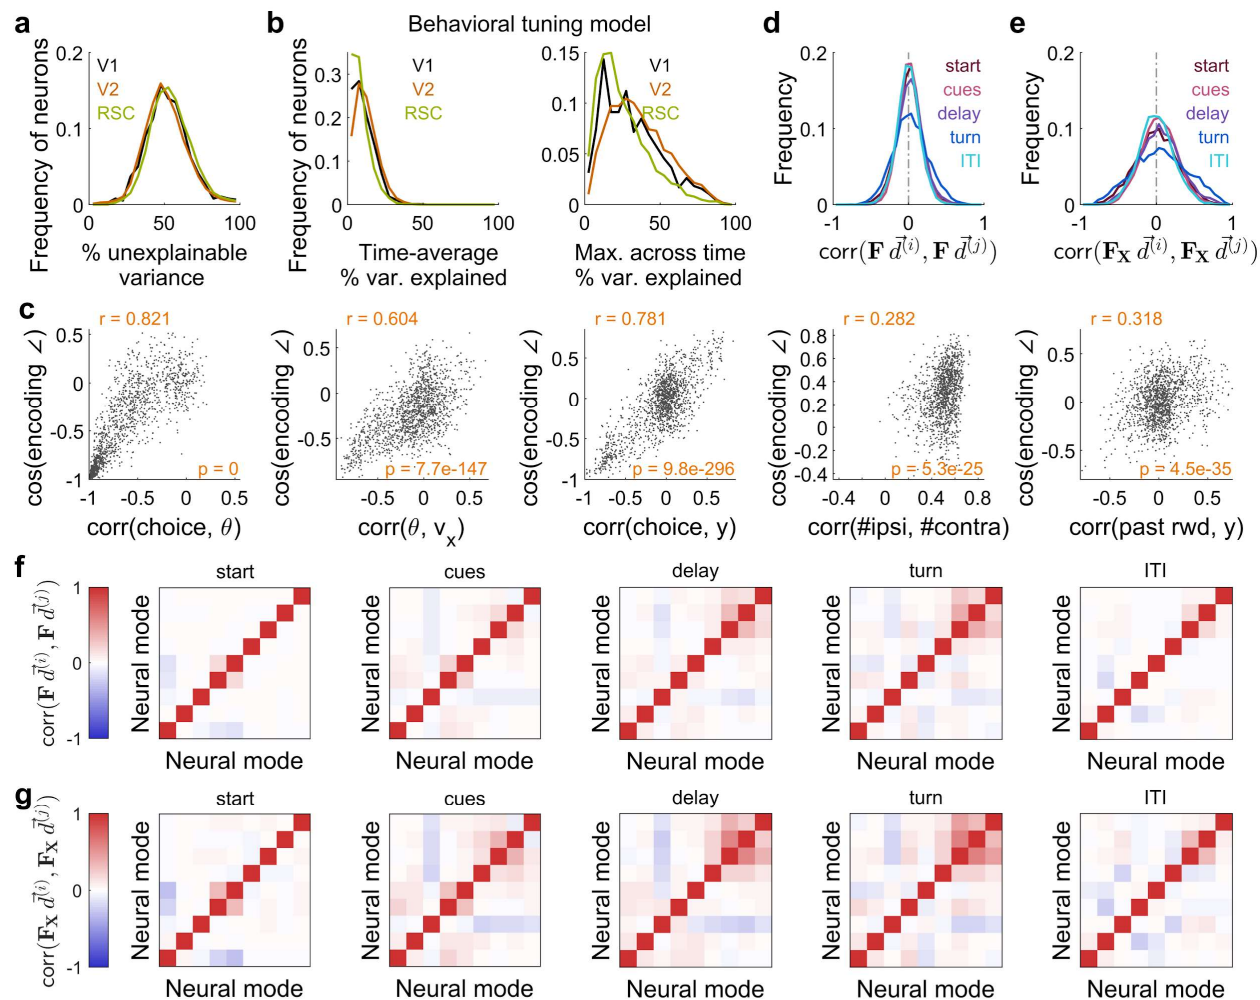 a
b
Behavioral tuning model
d
e
Frequency of neurons
0.2
0.1
0
V1
V2
RSC
0
50
100
% unexplainable
variance
Frequency of neurons
0.3
0.2
0.1
0
V1
V2
RSC
0
50
100
Time-average
% var. explained
0.15
0.1
0.05
0
V1
V2
RSC
0
50
100
Max. across time
% var. explained
Frequency
0.2
0.1
0
start
cues
delay
turn
ITI
-1
0
1
corr(F d⃗(i), F d⃗(j))
Frequency
0.2
0.1
0
start
cues
delay
turn
ITI
-1
0
1
corr(F_X d⃗(i), F_X d⃗(j))
c
r = 0.821
cos(encoding ∠)
0.5
0
-0.5
-1
p = 0
-1
-0.5
0
0.5
corr(choice, θ)
r = 0.604
cos(encoding ∠)
0.5
0
-0.5
p = 7.7e-147
-0.5
0
0.5
corr(θ, v_x)
r = 0.781
cos(encoding ∠)
0.5
0
-0.5
-1
p = 9.8e-296
-1
-0.5
0
0.5
corr(choice, y)
r = 0.282
cos(encoding ∠)
0.8
0.6
0.4
0.2
0
-0.2
-0.4
p = 5.3e-25
-0.4
0
0.4
0.8
corr(#ipsi, #contra)
r = 0.318
cos(encoding ∠)
0.5
0
-0.5
p = 4.5e-35
-0.5
0
0.5
corr(past rwd, y)
f
corr(F d⃗(i), F d⃗(j))
1
0
-1
start
Neural mode
Neural mode
cues
Neural mode
Neural mode
delay
Neural mode
Neural mode
turn
Neural mode
Neural mode
ITI
Neural mode
Neural mode
g
corr(F_X d⃗(i), F_X d⃗(j))
1
0
-1
start
Neural mode
Neural mode
cues
Neural mode
Neural mode
delay
Neural mode
Neural mode
turn
Neural mode
Neural mode
ITI
Neural mode
Neural mode